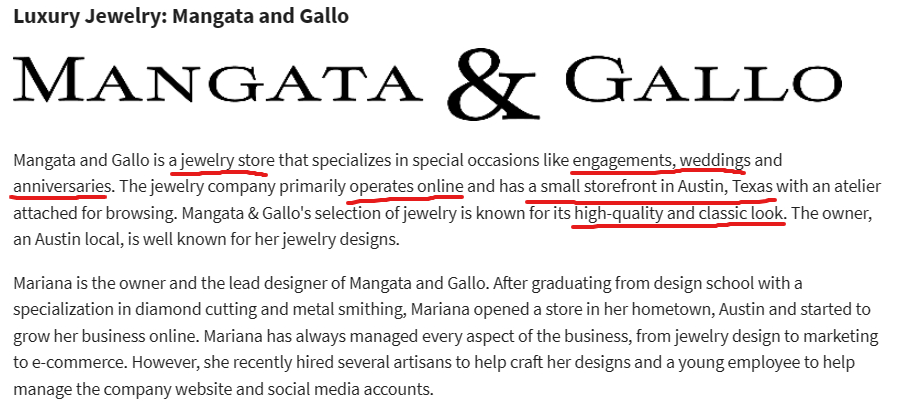 Luxury Jewelry: Mangata and Gallo
MANGATA & GALLO
Mangata and Gallo is a jewelry store that specializes in special occasions like engagements, weddings and
anniversaries. The jewelry company primarily operates online and has a small storefront in Austin, Texas with an atelier
attached for browsing. Mangata & Gallo's selection of jewelry is known for its high-quality and classic look. The owner,
an Austin local, is well known for her jewelry designs.
Mariana is the owner and the lead designer of Mangata and Gallo. After graduating from design school with a
specialization in diamond cutting and metal smithing, Mariana opened a store in her hometown, Austin and started to
grow her business online. Mariana has always managed every aspect of the business, from jewelry design to marketing
to e-commerce. However, she recently hired several artisans to help craft her designs and a young employee to help
manage the company website and social media accounts.